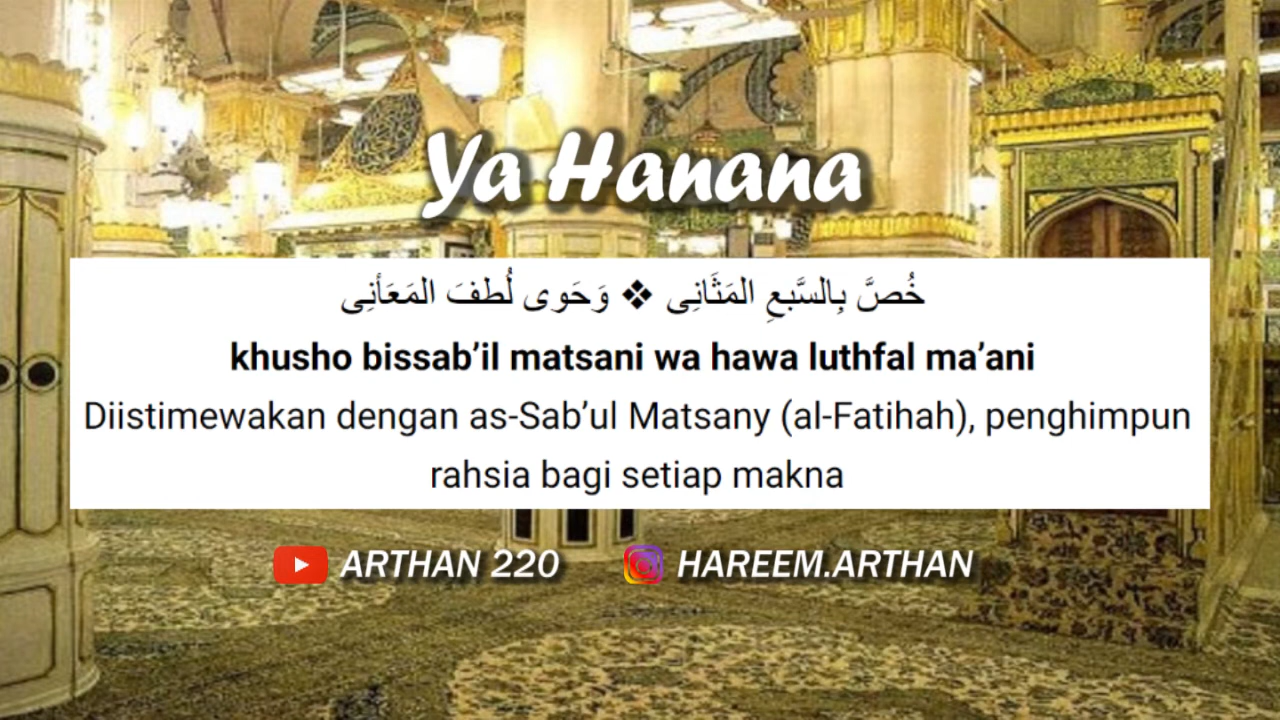 Ya Hanana
خُصَّ بِالسَّبعِ المَثَانِى ❖ وَحَوى لُطفَ المَعَأنِى
khusho bissab’il matsani wa hawa luthfal ma’ani
Diistimewakan dengan as-Sab’ul Matsany (al-Fatihah), penghimpun
rahsia bagi setiap makna
ARTHAN 220 HAREEM.ARTHAN